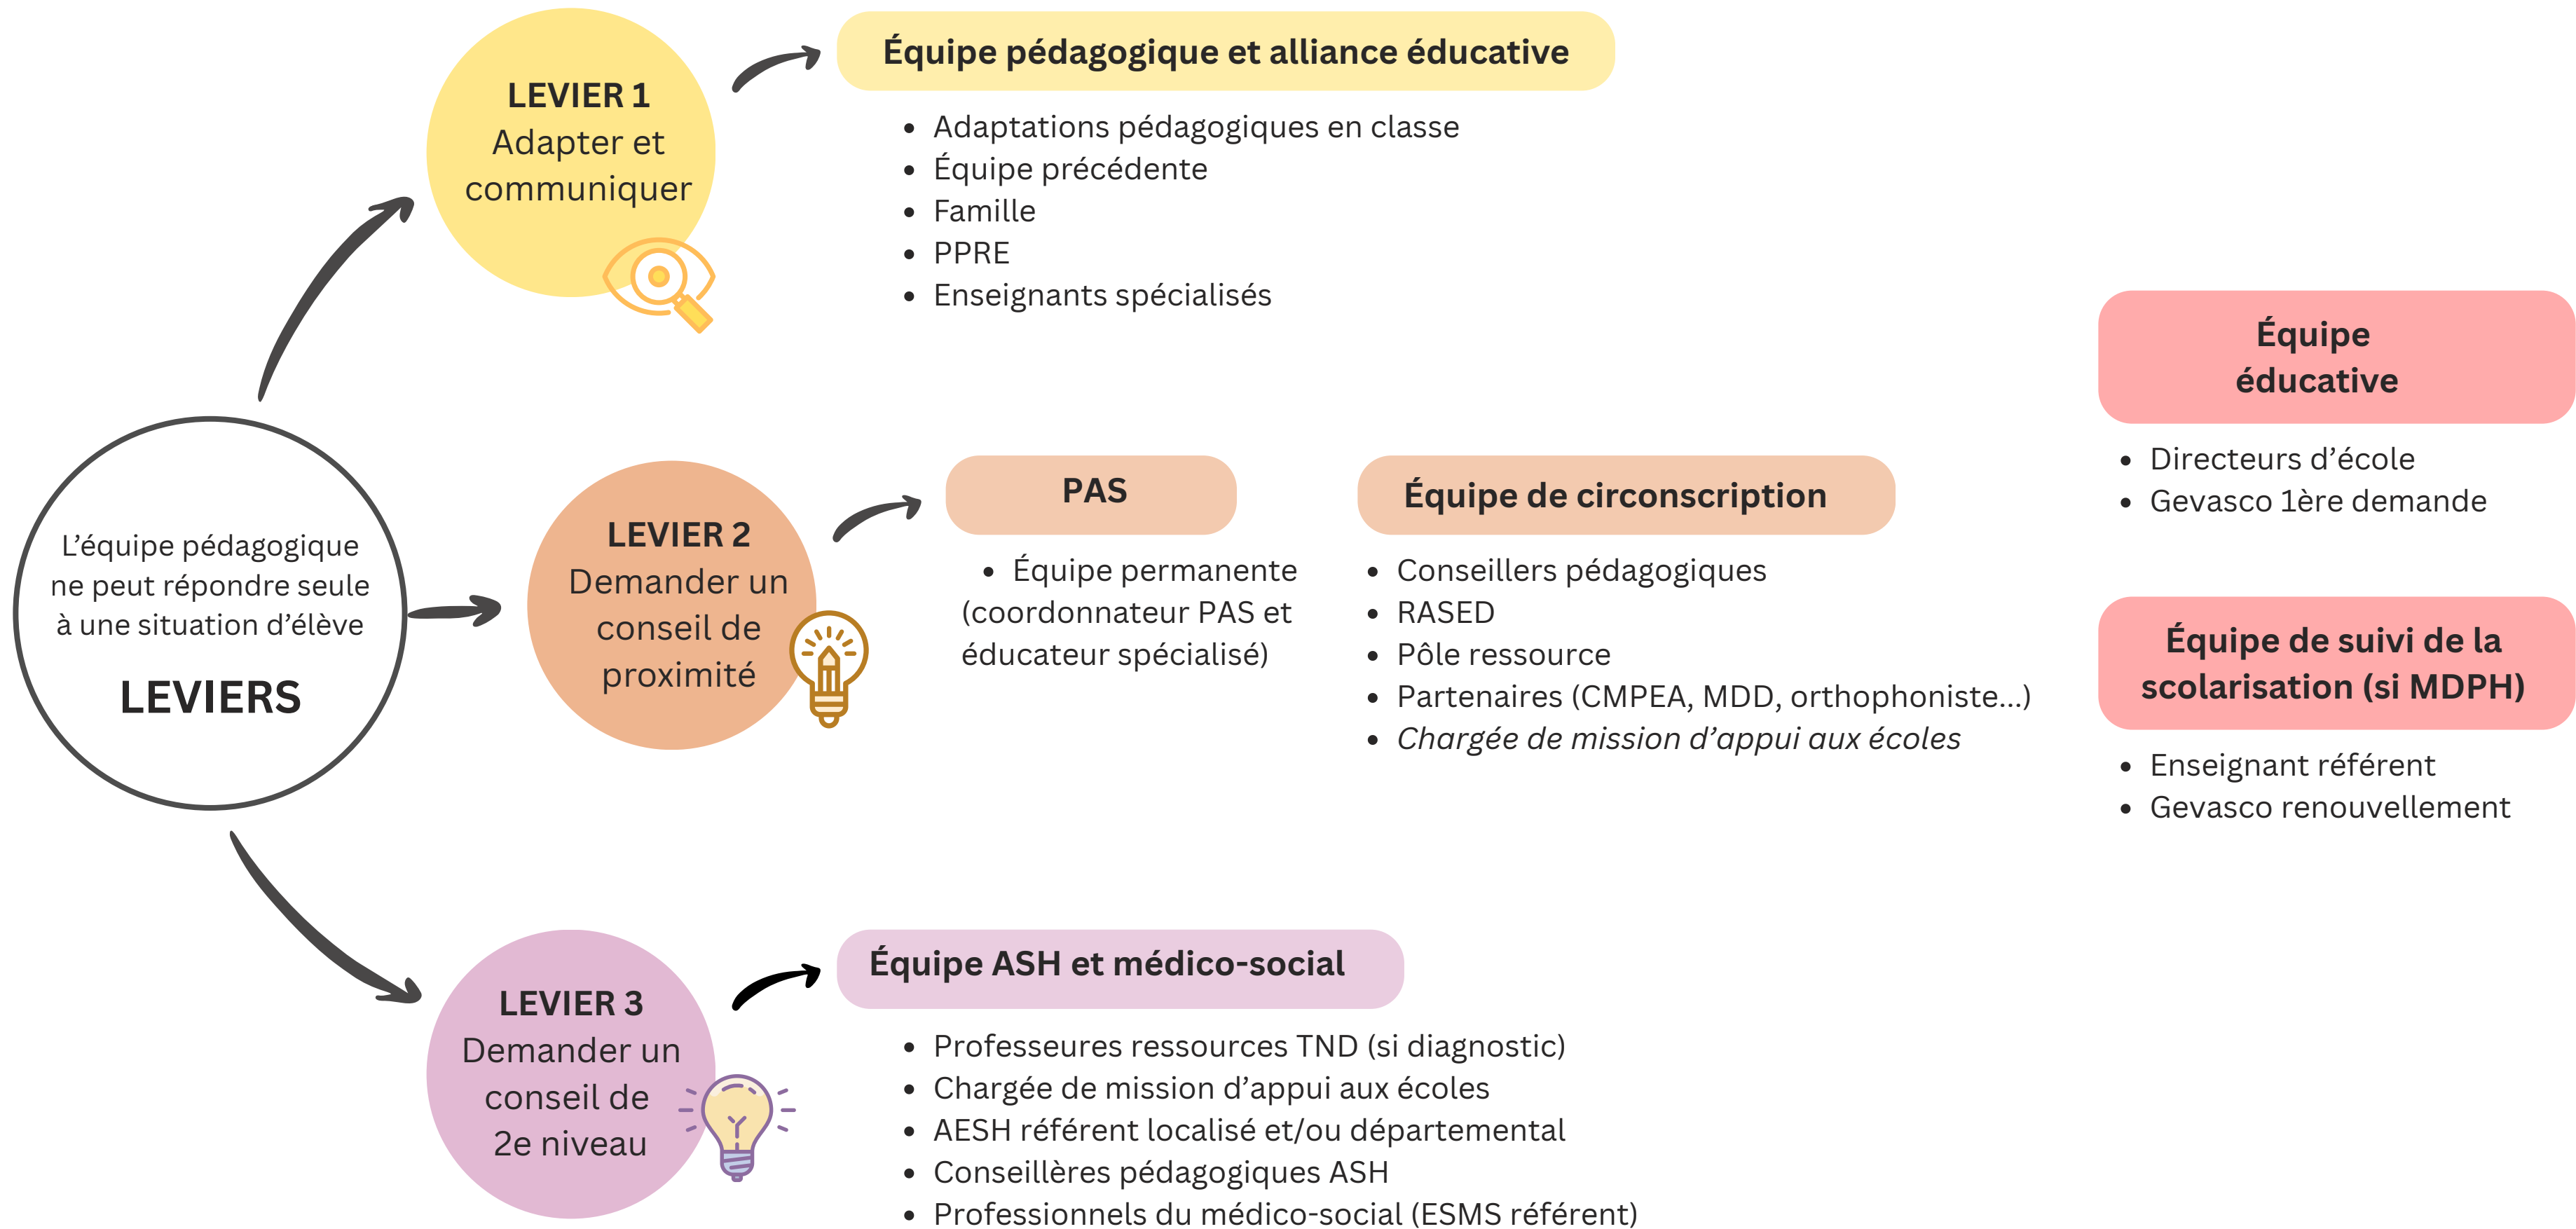 L’équipe pédagogique
ne peut répondre seule
à une situation d’élève
LEVIERS
LEVIER 1
Adapter et
communiquer
Équipe pédagogique et alliance éducative
• Adaptations pédagogiques en classe
• Équipe précédente
• Famille
• PPRE
• Enseignants spécialisés
LEVIER 2
Demander un
conseil de
proximité
PAS
• Équipe permanente
(coordonnateur PAS et
éducateur spécialisé)
Équipe de circonscription
• Conseillers pédagogiques
• RASED
• Pôle ressource
• Partenaires (CMPEA, MDD, orthophoniste...)
• Chargée de mission d’appui aux écoles
Équipe
éducative
• Directeurs d’école
• Gevasco 1ère demande
Équipe de suivi de la
scolarisation (si MDPH)
• Enseignant référent
• Gevasco renouvellement
LEVIER 3
Demander un
conseil de
2e niveau
Équipe ASH et médico-social
• Professeures ressources TND (si diagnostic)
• Chargée de mission d’appui aux écoles
• AESH référent localisé et/ou départemental
• Conseillères pédagogiques ASH
• Professionnels du médico-social (ESMS référent)